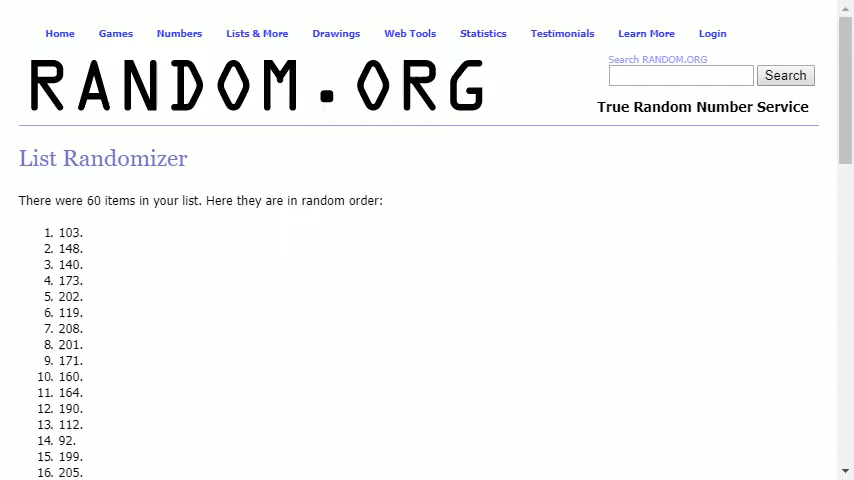 Home Games Numbers Lists & More Drawings Web Tools Statistics Testimonials Learn More Login
RANDOM.ORG
Search RANDOM.ORG
Search
True Random Number Service
List Randomizer
There were 60 items in your list. Here they are in random order:
1. 103.
2. 148.
3. 140.
4. 173.
5. 202.
6. 119.
7. 208.
8. 201.
9. 171.
10. 160.
11. 164.
12. 190.
13. 112.
14. 92.
15. 199.
16. 205.